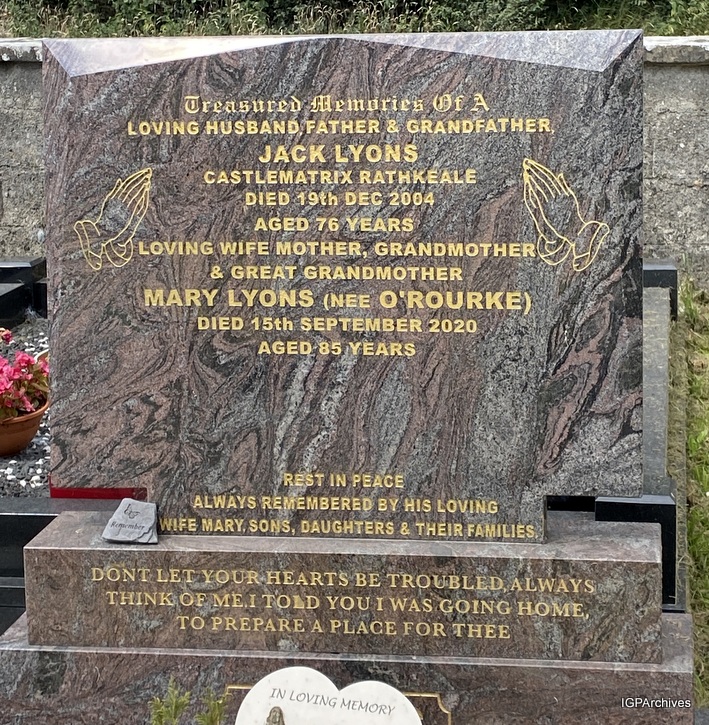 Treasured Memories Of A
LOVING HUSBAND, FATHER & GRANDFATHER,
JACK LYONS
CASTLEMATRIX RATHKEALE
DIED 19th DEC 2004
AGED 76 YEARS
LOVING WIFE MOTHER, GRANDMOTHER
& GREAT GRANDMOTHER
MARY LYONS (NEE O'ROURKE)
DIED 15th SEPTEMBER 2020
AGED 85 YEARS
REST IN PEACE
ALWAYS REMEMBERED BY HIS LOVING
WIFE MARY, SONS, DAUGHTERS & THEIR FAMILIES.
Remember
DONT LET YOUR HEARTS BE TROUBLED, ALWAYS
THINK OF ME, I TOLD YOU I WAS GOING HOME,
TO PREPARE A PLACE FOR THEE
IN LOVING MEMORY
IGPArchives